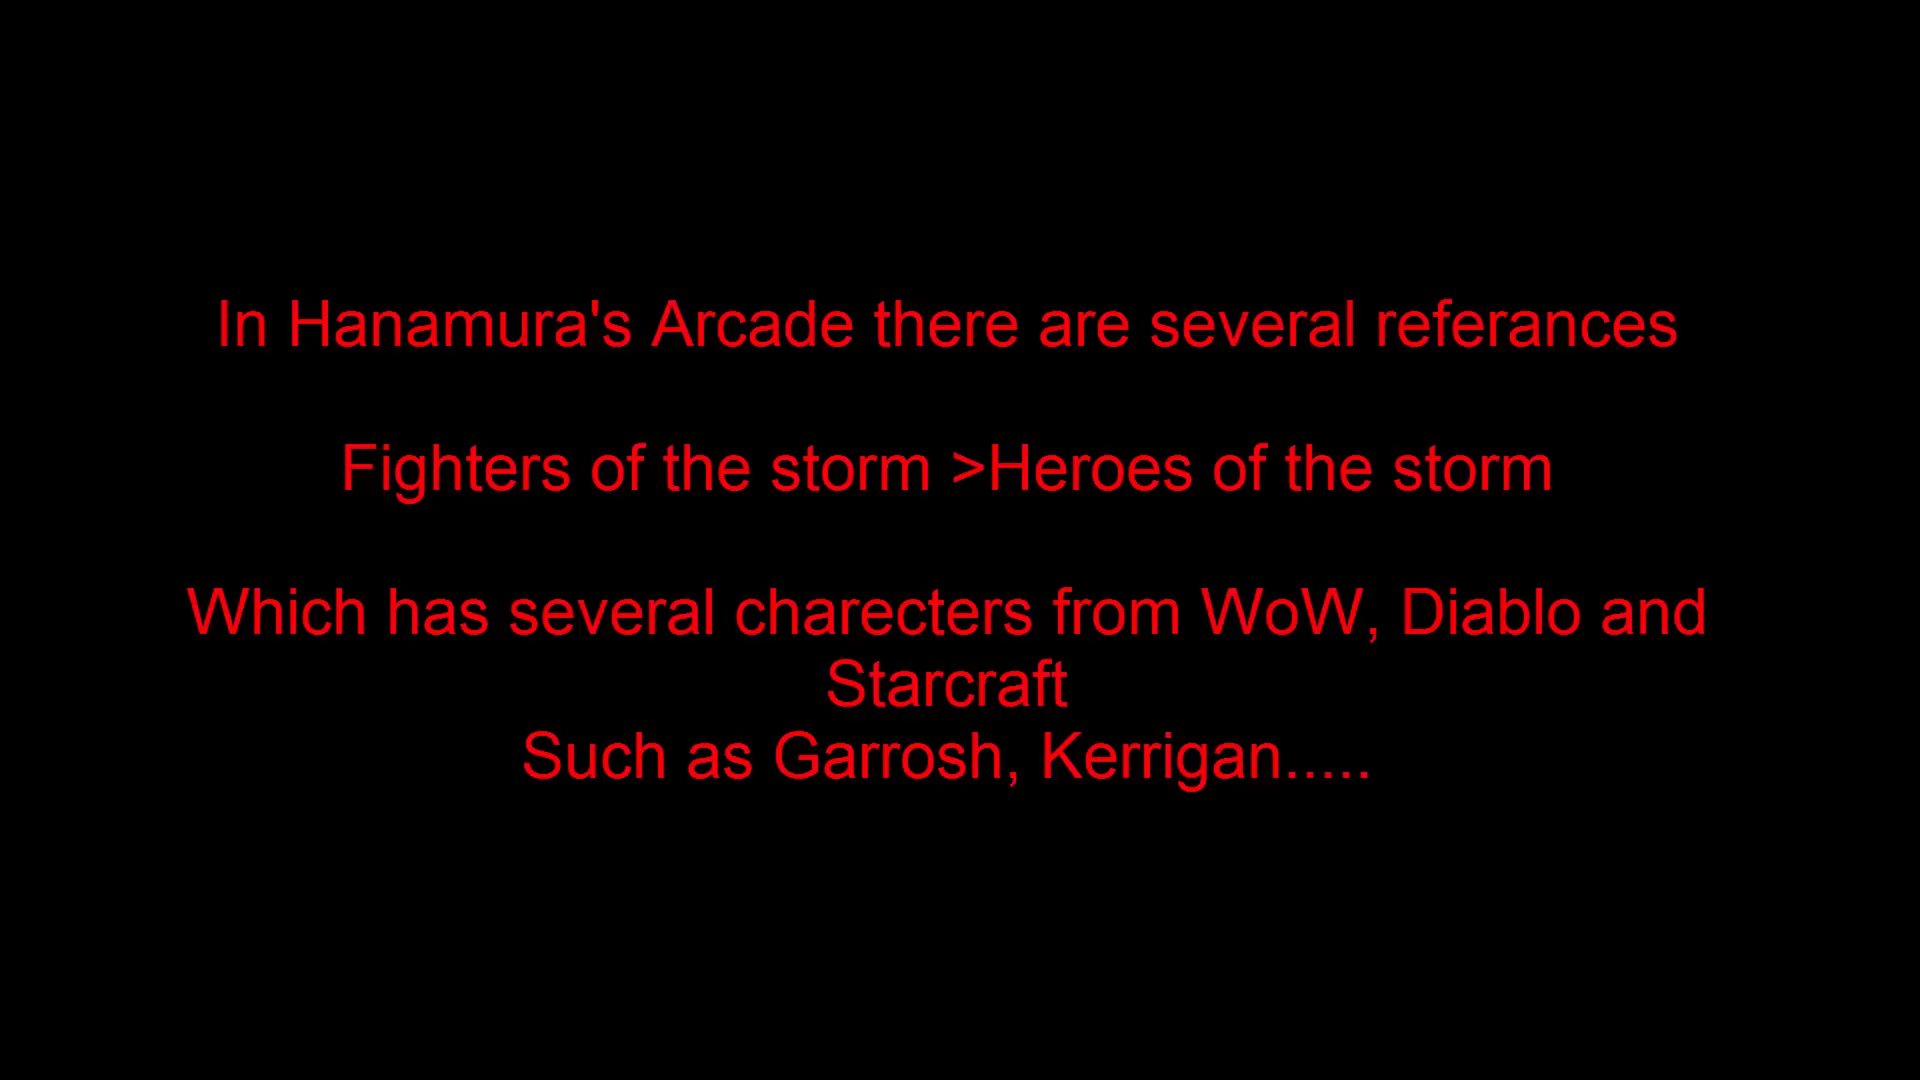 In Hanamura's Arcade there are several referances
Fighters of the storm >Heroes of the storm
Which has several charecters from WoW, Diablo and
Starcraft
Such as Garrosh, Kerrigan.....